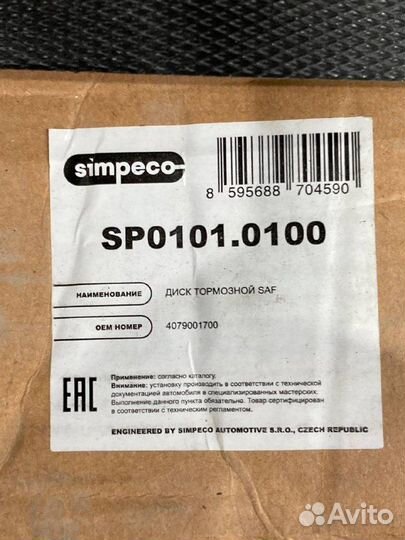 simpeco
8 595688 704590
SP0101.0100
НАИМЕНОВАНИЕ ДИСК ТОРМОЗНОЙ SAF
ОЕМ НОМЕР 4079001700
EAC
Применение: согласно каталогу.
Внимание: установку производить в соответствии с технической
документацией автомобиля в специализированных мастерских.
Выполнение данного пункта обязательно. Товар сертифицирован
в соответствии с техническим регламентом.
ENGINEERED BY SIMPECO AUTOMOTIVE S.R.O., CZECH REPUBLIC
Avito